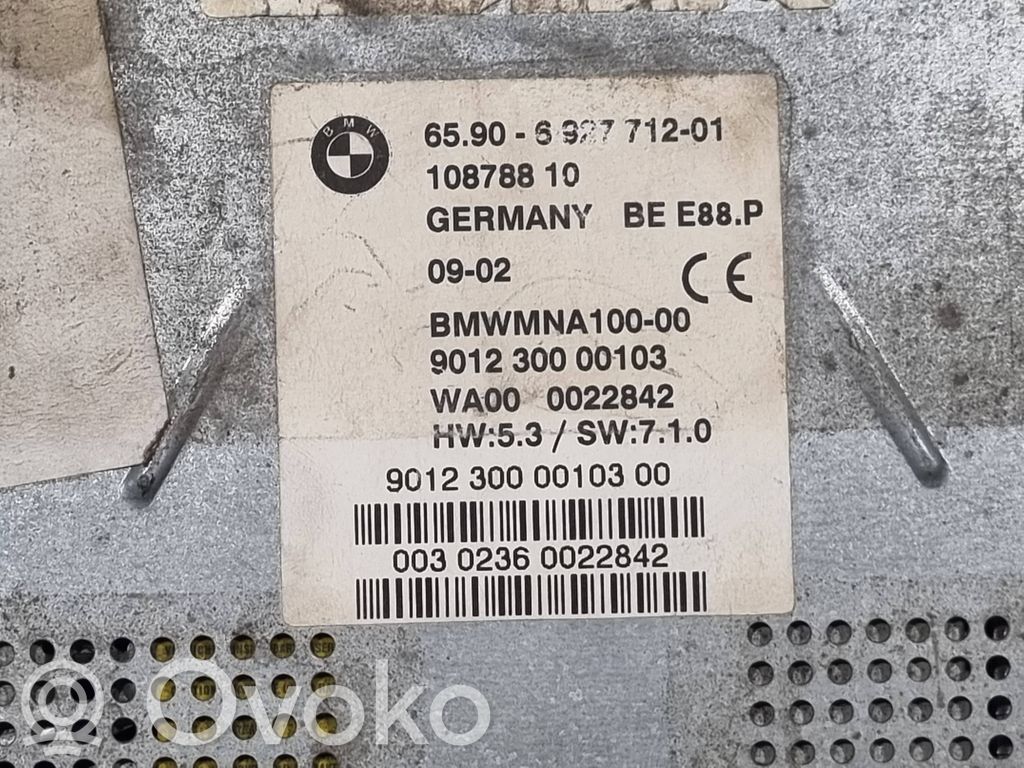 BMW
65.90 - 6 927 712-01
108788 10
GERMANY BE E88.P
09-02 CE
BMWMNA100-00
9012 300 00103
WA00 0022842
HW:5.3 / SW:7.1.0
9012 300 00103 00
003 0236 0022842
Ovoko